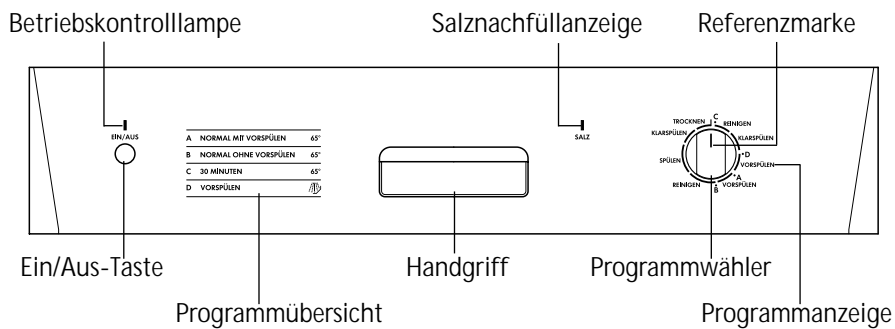 Betriebskontrolllampe
Salznachfüllanzeige
Referenzmarke
EIN/AUS
A NORMAL MIT VORSPÜLEN 65°
B NORMAL OHNE VORSPÜLEN 65°
C 30 MINUTEN 65°
D VORSPÜLEN
SALZ
C
TROCKNEN
REINIGEN
KLARSPÜLEN
KLARSPÜLEN
D
SPÜLEN
VORSPÜLEN
A
REINIGEN
VORSPÜLEN
B
Ein/Aus-Taste
Handgriff
Programmwähler
Programmübersicht
Programmanzeige